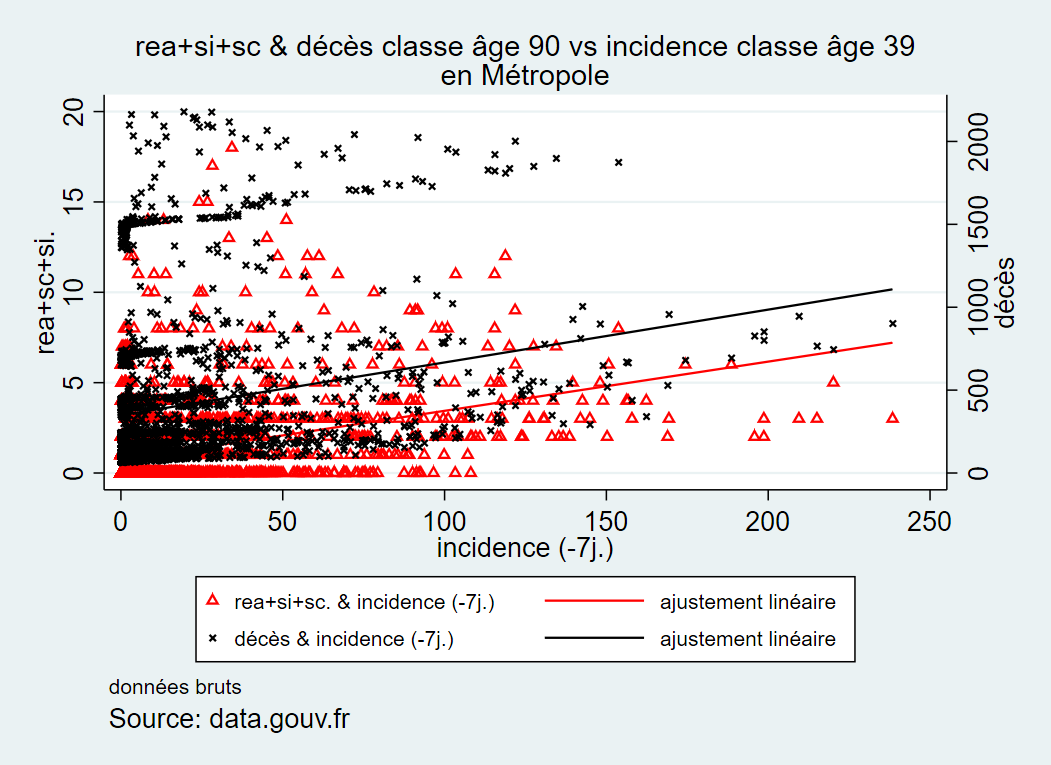 rea+si+sc & décès classe âge 90 vs incidence classe âge 39
en Métropole
rea+sc+si.
20
15
10
5
0
décès
2000
1500
1000
500
0
0 50 100 150 200 250
incidence (-7j.)
rea+si+sc. & incidence (-7j.) ajustement linéaire
décès & incidence (-7j.) ajustement linéaire
données bruts
Source: data.gouv.fr